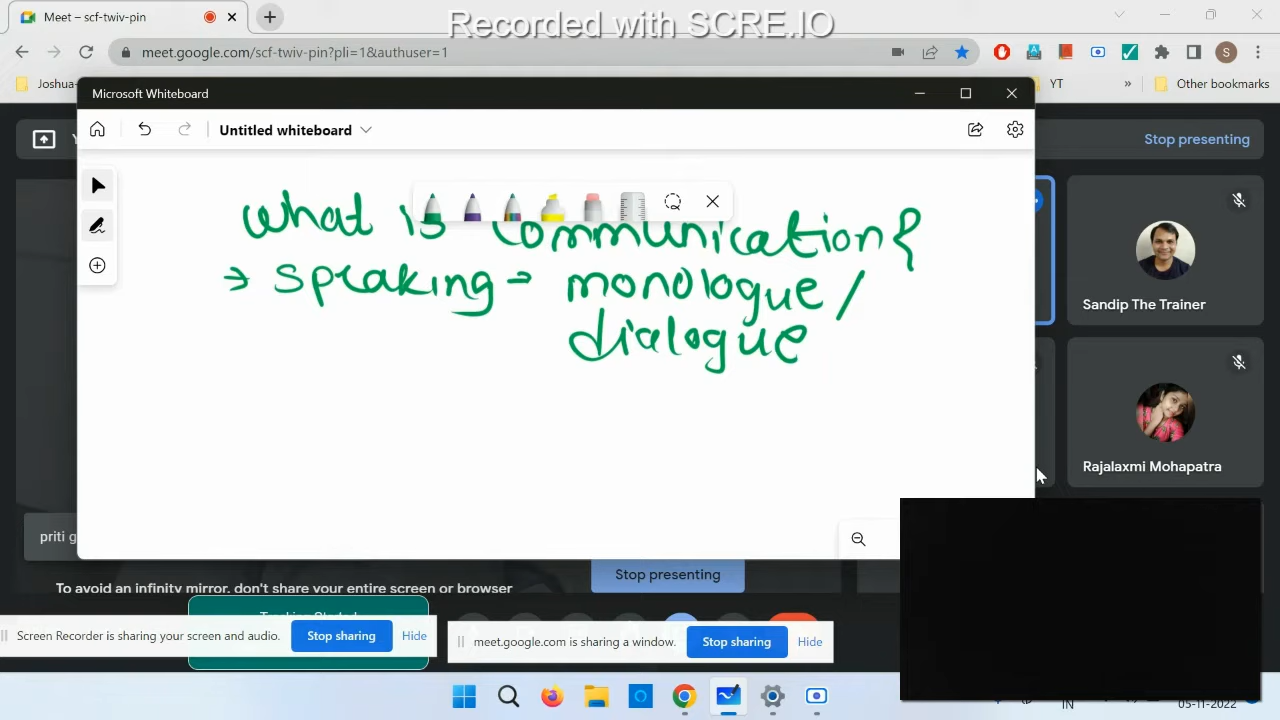 Recorded with SCRE.IO
Meet – scf-twiv-pin
meet.google.com/scf-twiv-pin?pli=1&authuser=1
Joshua-
YT
»
Other bookmarks
Microsoft Whiteboard
Untitled whiteboard
Stop presenting
what is communication
→ speaking → monologue /
dialogue
Sandip The Trainer
Rajalaxmi Mohapatra
priti g
Stop presenting
To avoid an infinity mirror, don't share your entire screen or browser
Screen Recorder is sharing your screen and audio.
Stop sharing
Hide
meet.google.com is sharing a window.
Stop sharing
Hide
S
IN
05-11-2022